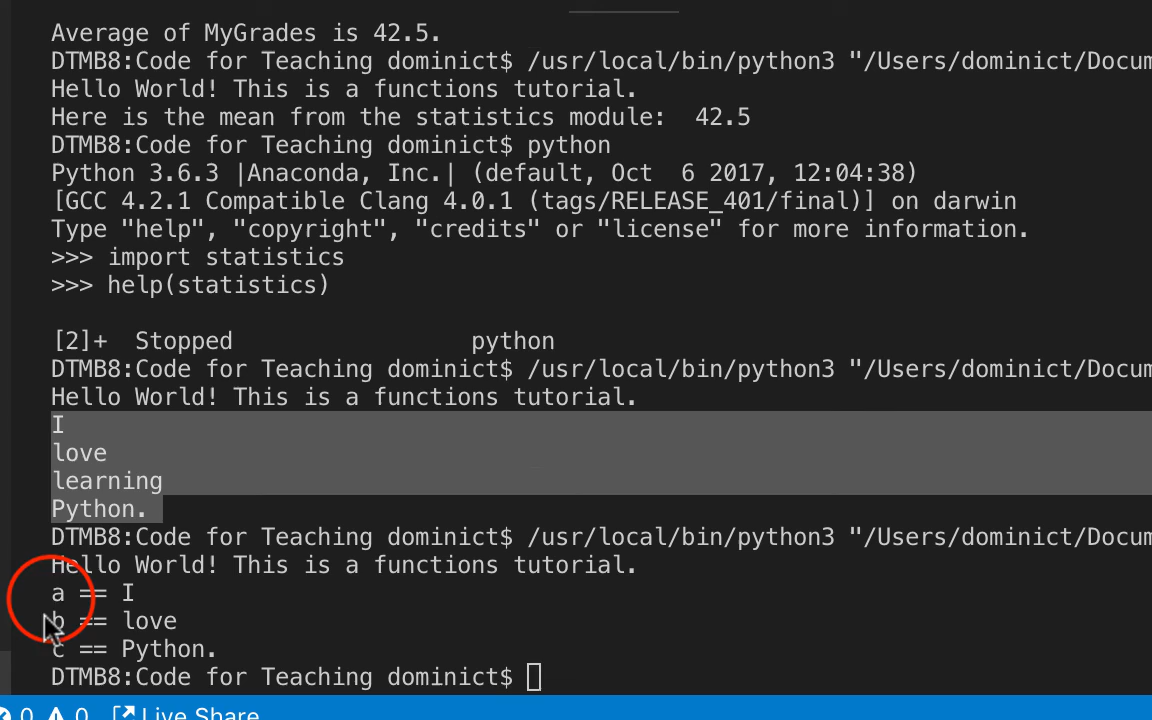 Average of MyGrades is 42.5.
DTMB8:Code for Teaching dominict$ /usr/local/bin/python3 "/Users/dominict/Docum
Hello World! This is a functions tutorial.
Here is the mean from the statistics module:  42.5
DTMB8:Code for Teaching dominict$ python
Python 3.6.3 |Anaconda, Inc.| (default, Oct  6 2017, 12:04:38)
[GCC 4.2.1 Compatible Clang 4.0.1 (tags/RELEASE_401/final)] on darwin
Type "help", "copyright", "credits" or "license" for more information.
>>> import statistics
>>> help(statistics)
[2]+  Stopped                 python
DTMB8:Code for Teaching dominict$ /usr/local/bin/python3 "/Users/dominict/Docum
Hello World! This is a functions tutorial.
I
love
learning
Python.
DTMB8:Code for Teaching dominict$ /usr/local/bin/python3 "/Users/dominict/Docum
Hello World! This is a functions tutorial.
a == I
b == love
c == Python.
DTMB8:Code for Teaching dominict$
0 0 Live Share